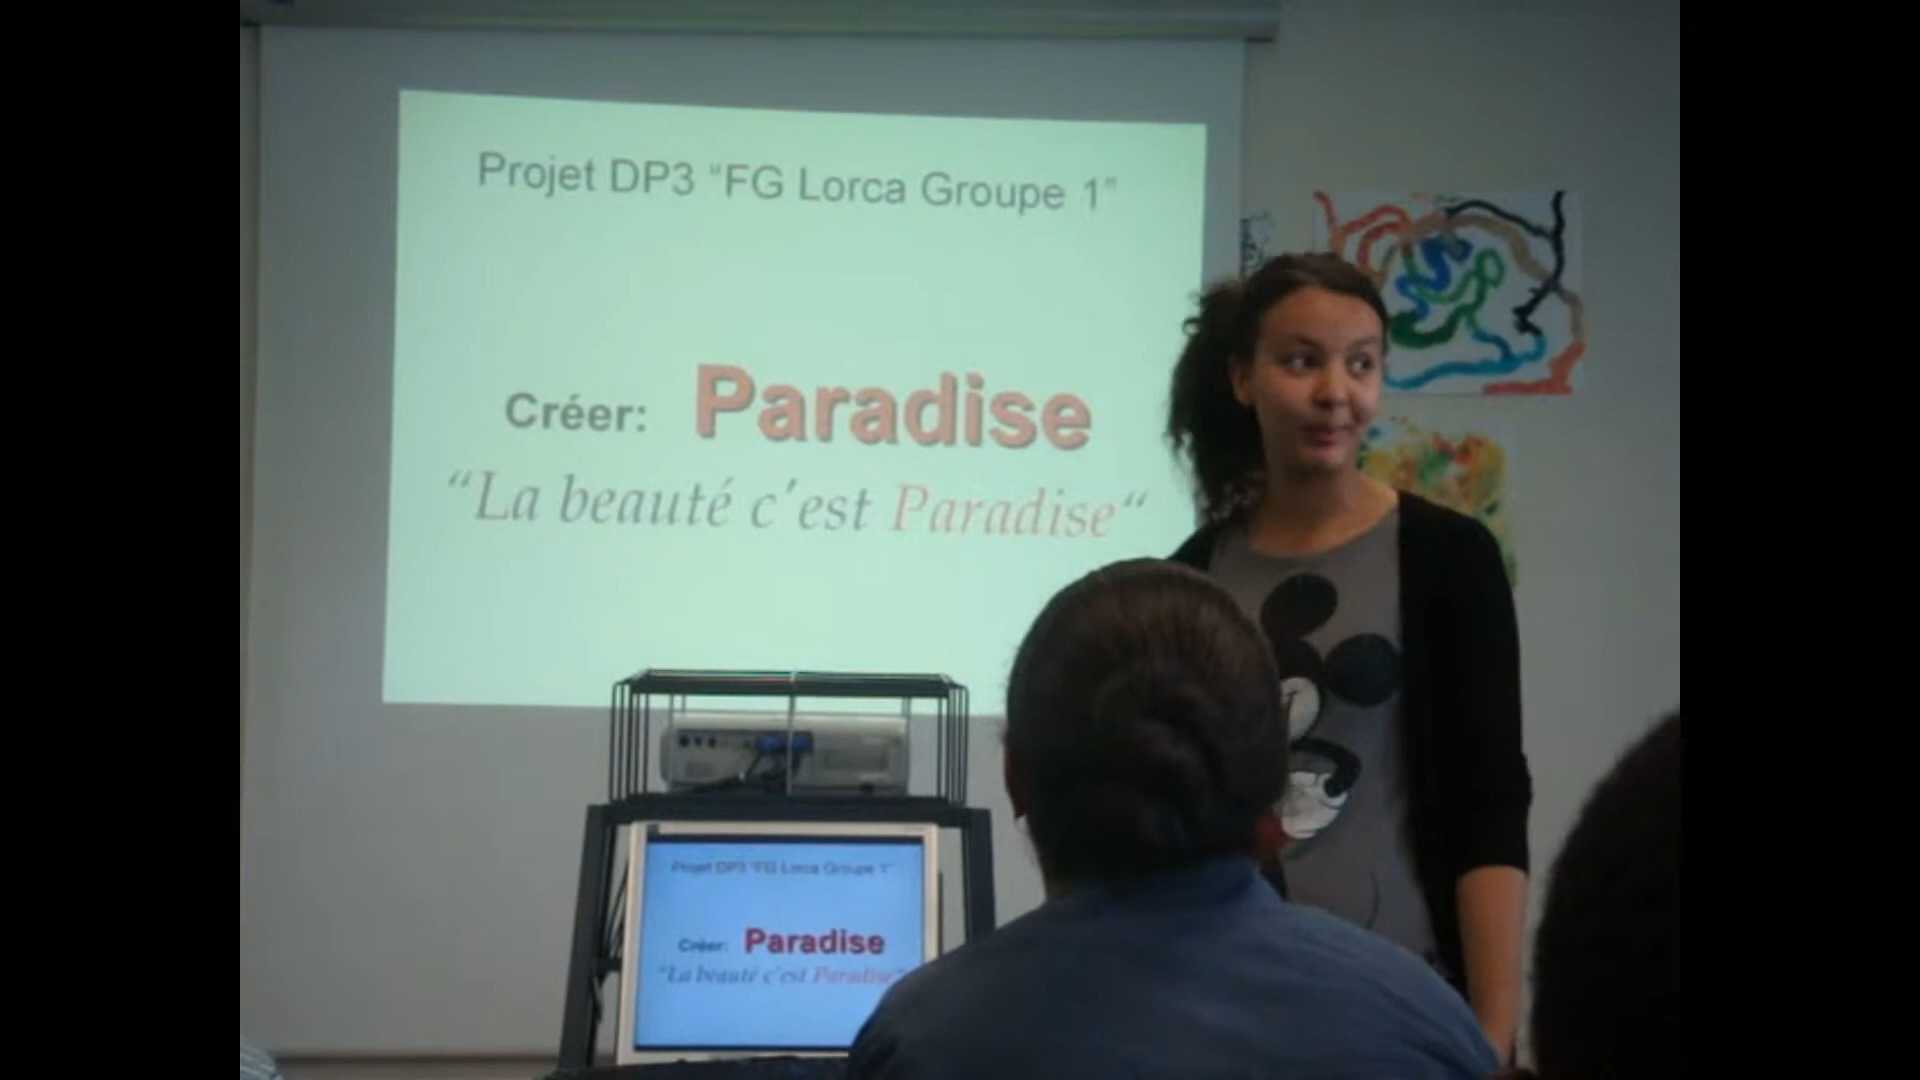 Projet DP3 “FG Lorca Groupe 1”
Créer: Paradise
“La beauté c'est Paradise“
Projet DP3 "FG Lorca Groupe 1"
Créer: Paradise
"La beauté c'est Paradise"